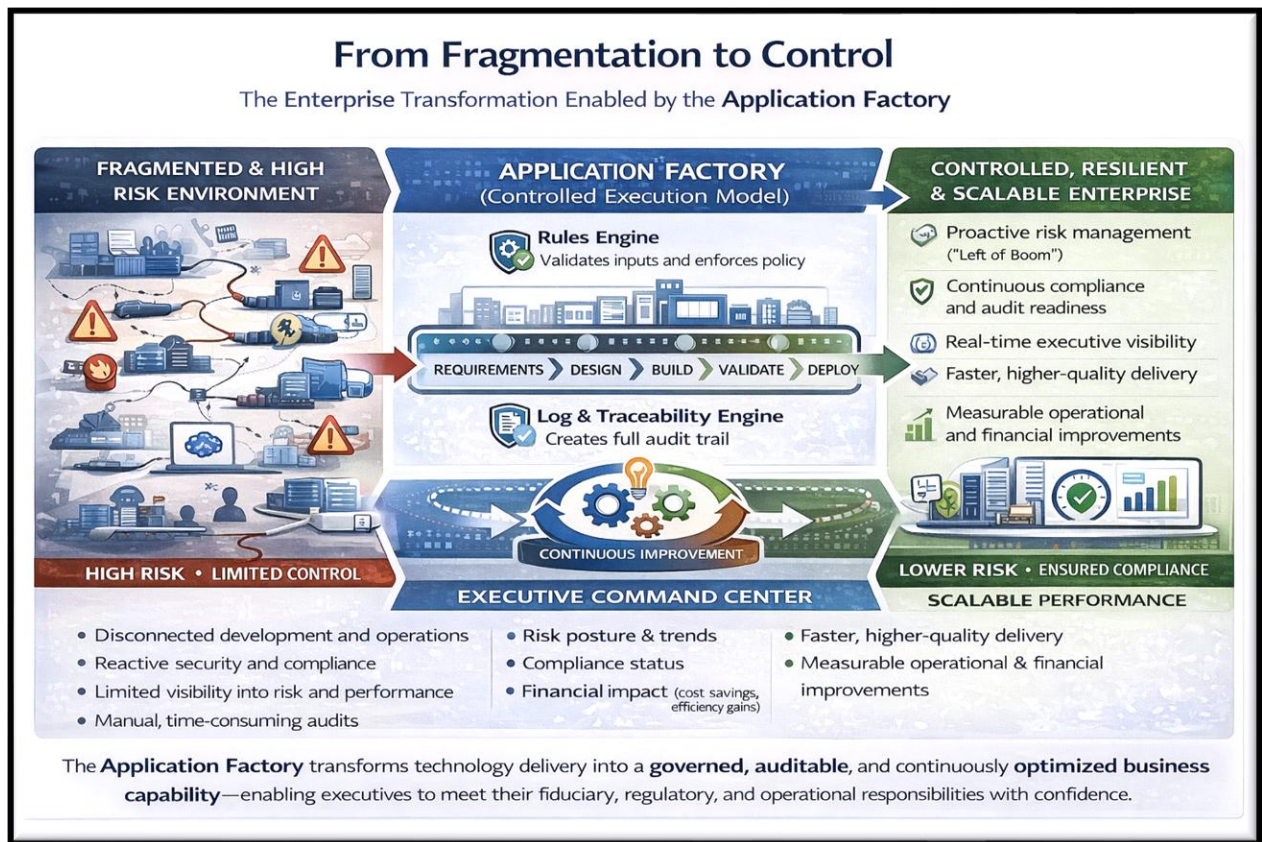 From Fragmentation to Control
The Enterprise Transformation Enabled by the Application Factory
FRAGMENTED & HIGH
RISK ENVIRONMENT
HIGH RISK • LIMITED CONTROL
APPLICATION FACTORY
(Controlled Execution Model)
Rules Engine
Validates inputs and enforces policy
REQUIREMENTS
DESIGN
BUILD
VALIDATE
DEPLOY
Log & Traceability Engine
Creates full audit trail
CONTINUOUS IMPROVEMENT
EXECUTIVE COMMAND CENTER
CONTROLLED, RESILIENT
& SCALABLE ENTERPRISE
Proactive risk management
("Left of Boom")
Continuous compliance
and audit readiness
Real-time executive visibility
Faster, higher-quality delivery
Measurable operational
and financial improvements
LOWER RISK • ENSURED COMPLIANCE
SCALABLE PERFORMANCE
• Disconnected development and operations
• Reactive security and compliance
• Limited visibility into risk and performance
• Manual, time-consuming audits
• Risk posture & trends
• Compliance status
• Financial impact (cost savings,
efficiency gains)
• Faster, higher-quality delivery
• Measurable operational & financial
improvements
The Application Factory transforms technology delivery into a governed, auditable, and continuously optimized business
capability—enabling executives to meet their fiduciary, regulatory, and operational responsibilities with confidence.